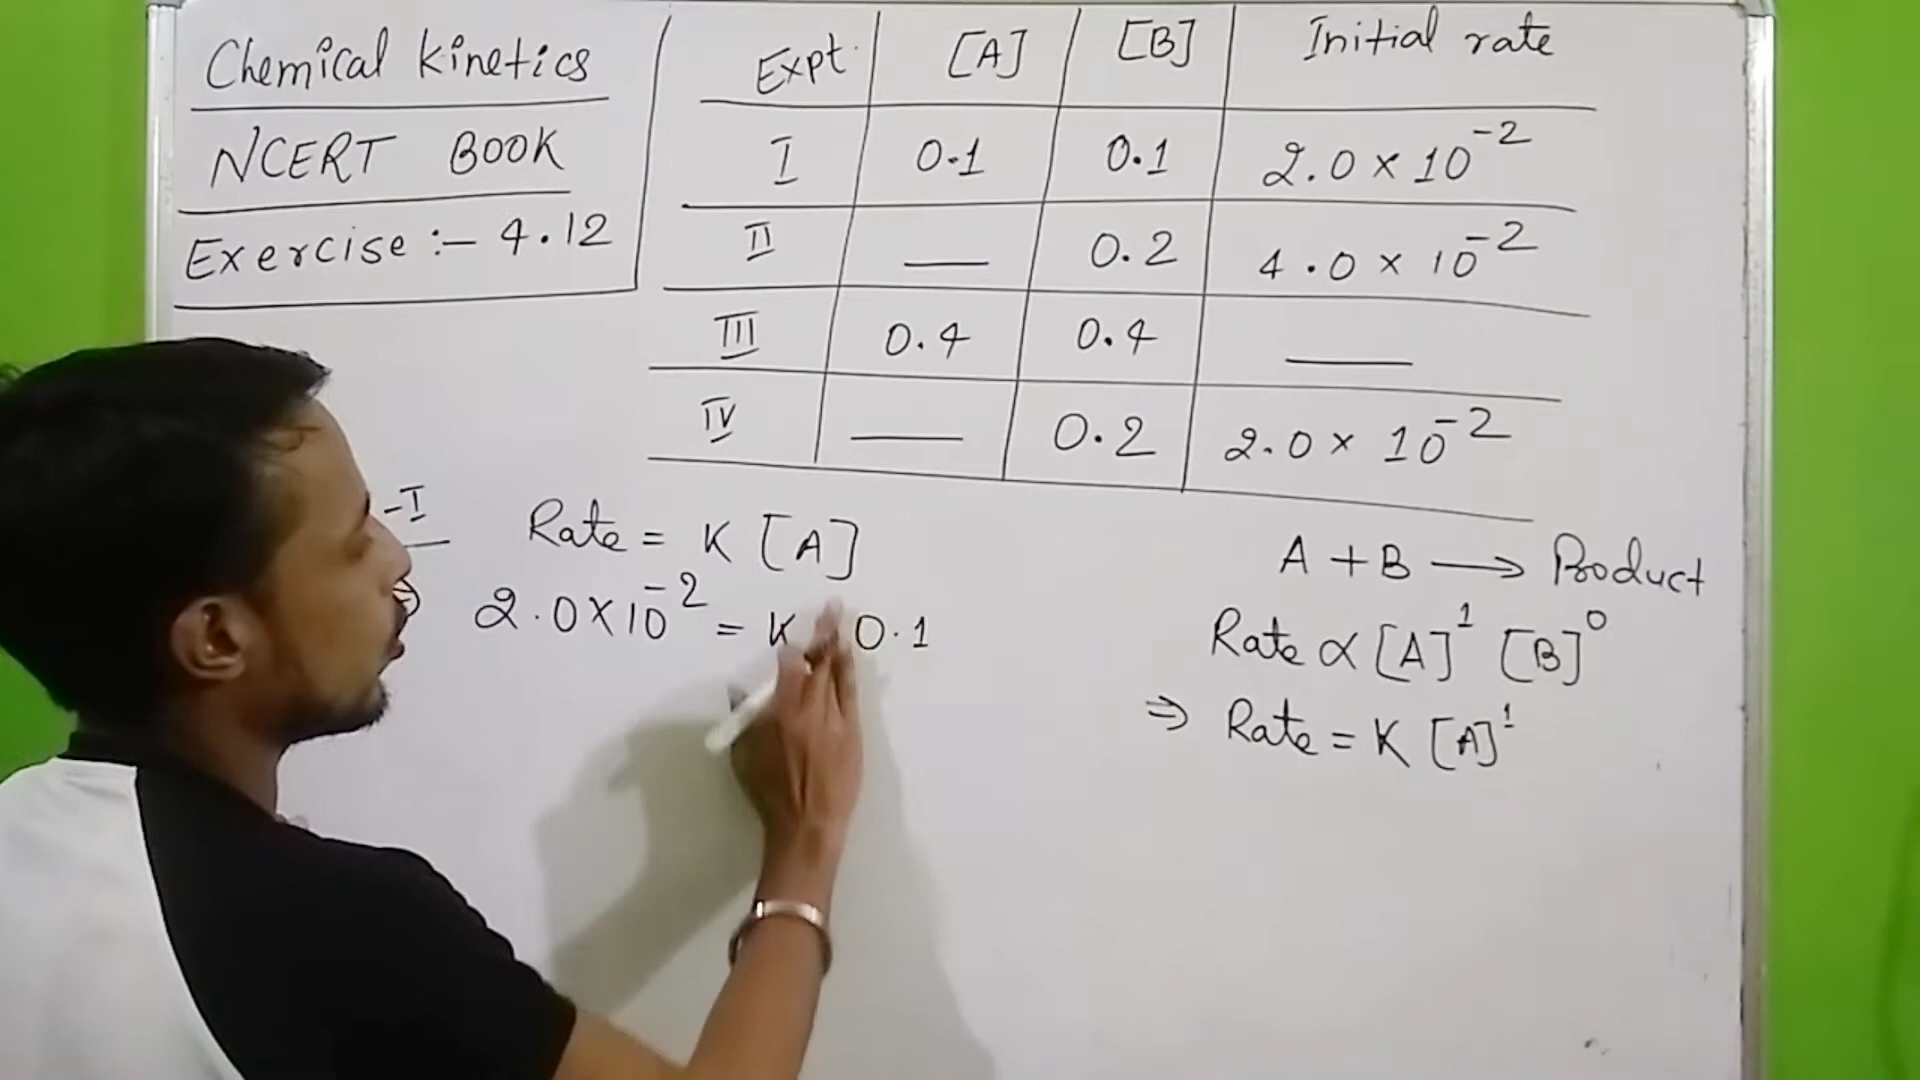 Chemical kinetics
NCERT BOOK
Exercise :- 4.12
Expt. [A] [B] Initial rate
I 0.1 0.1 2.0 × 10⁻²
II — 0.2 4.0 × 10⁻²
III 0.4 0.4 —
IV — 0.2 2.0 × 10⁻²
-I
Rate = K [A]
2.0 × 10⁻² = K 0.1
A + B ⟶ Product
Rate ∝ [A]¹ [B]⁰
⇒ Rate = K [A]¹